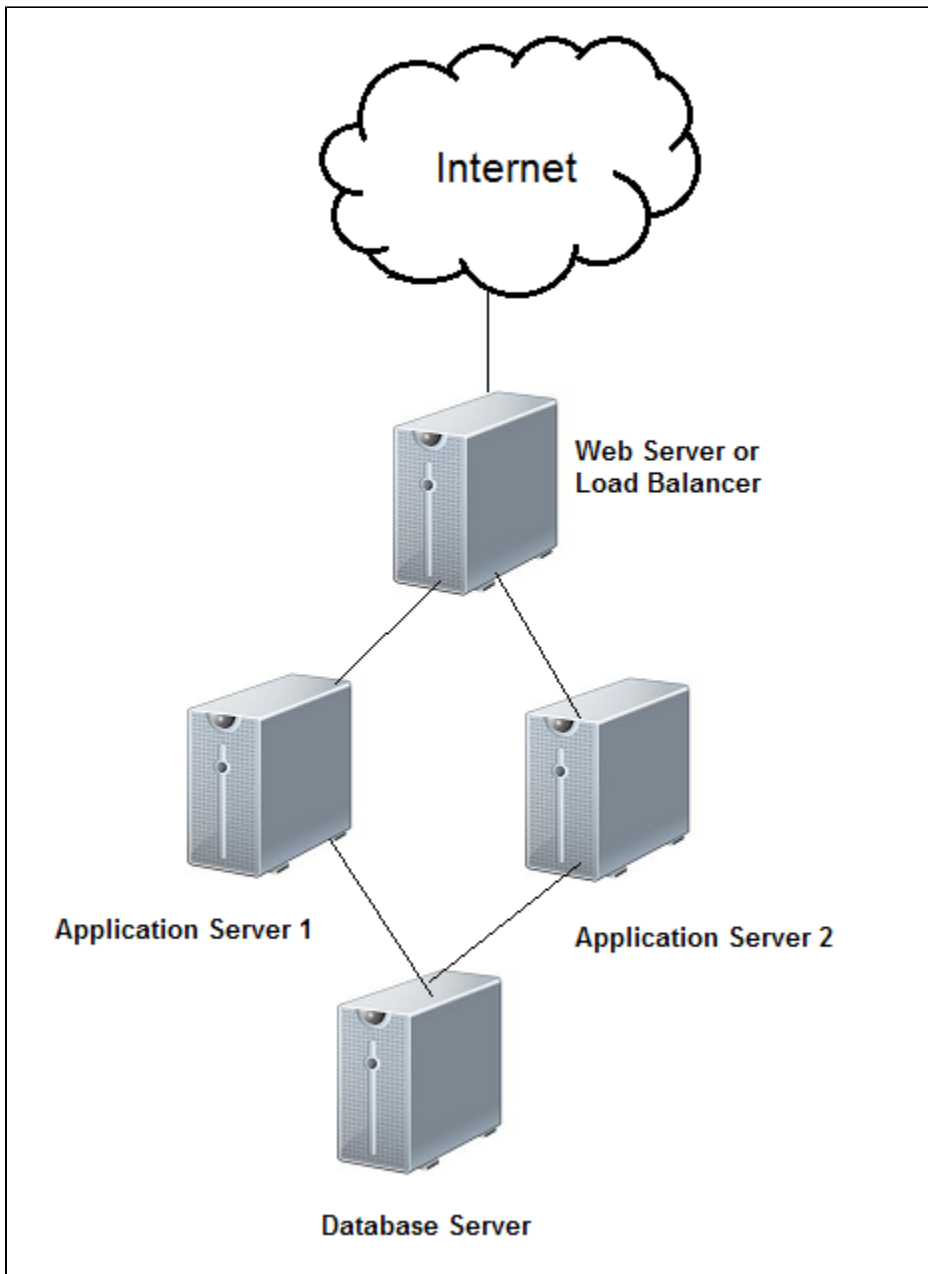 Internet
Web Server or
Load Balancer
Application Server 1
Application Server 2
Database Server